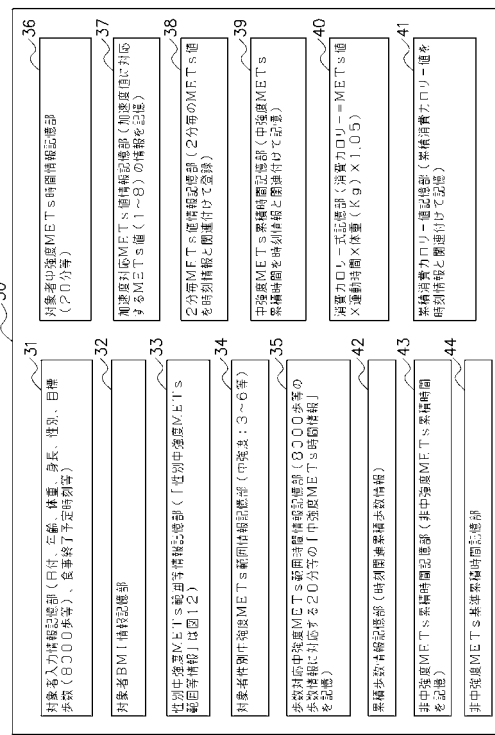 30
31
対象者入力情報記憶部(日付、年齢、体重、身長、性別、目標
歩数(8000歩等)、食事終了予定時刻等)
32
対象者BMI情報記憶部
33
性別中強度METs範囲等情報記憶部(「性別中強度METs
範囲等情報」は図12)
34
対象者性別中強度METs範囲情報記憶部(中強度:3~6等)
35
歩数対応中強度METs範囲時間情報記憶部(8000歩等の
歩数情報に対応する20分等の「中強度METs時間情報」
を記憶)
42
累積歩数情報記憶部(時刻関連累積歩数情報)
43
非中強度METs累積時間記憶部(非中強度METs累積時間
を記憶)
44
非中強度METs基準累積時間記憶部
36
対象者中強度METs時間情報記憶部
(20分等)
37
加速度対応METs値情報記憶部(加速度値に対応
するMETs値(1~8)の情報を記憶)
38
2分毎METs値情報記憶部(2分毎のMETs値
を時刻情報と関連付けて登録)
39
中強度METs累積時間記憶部(中強度METs
累積時間を時刻情報と関連付けて記憶)
40
消費カロリー式記憶部(消費カロリー=METs値
×運動時間×体重(Kg)×1.05)
41
累積消費カロリー値記憶部(累積消費カロリー値を
時刻情報と関連付けて記憶)